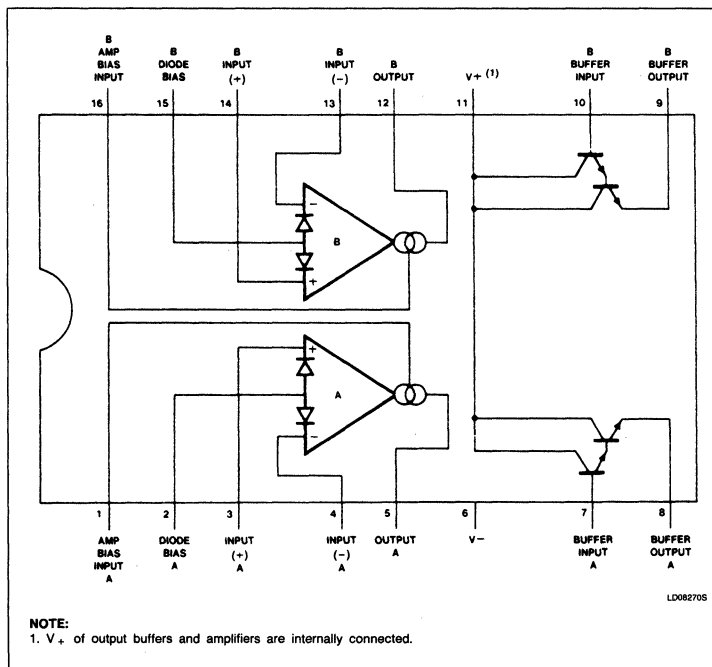 B AMP BIAS INPUT
B DIODE BIAS
B INPUT (+)
B INPUT (-)
B OUTPUT
V+ (1)
B BUFFER INPUT
B BUFFER OUTPUT
16 15 14 13 12 11 10 9
-
B
+
+
A
-
1 2 3 4 5 6 7 8
AMP BIAS INPUT A
DIODE BIAS A
INPUT (+) A
INPUT (-) A
OUTPUT A
V-
BUFFER INPUT A
BUFFER OUTPUT A
LD08270S
NOTE:
1. V+ of output buffers and amplifiers are internally connected.